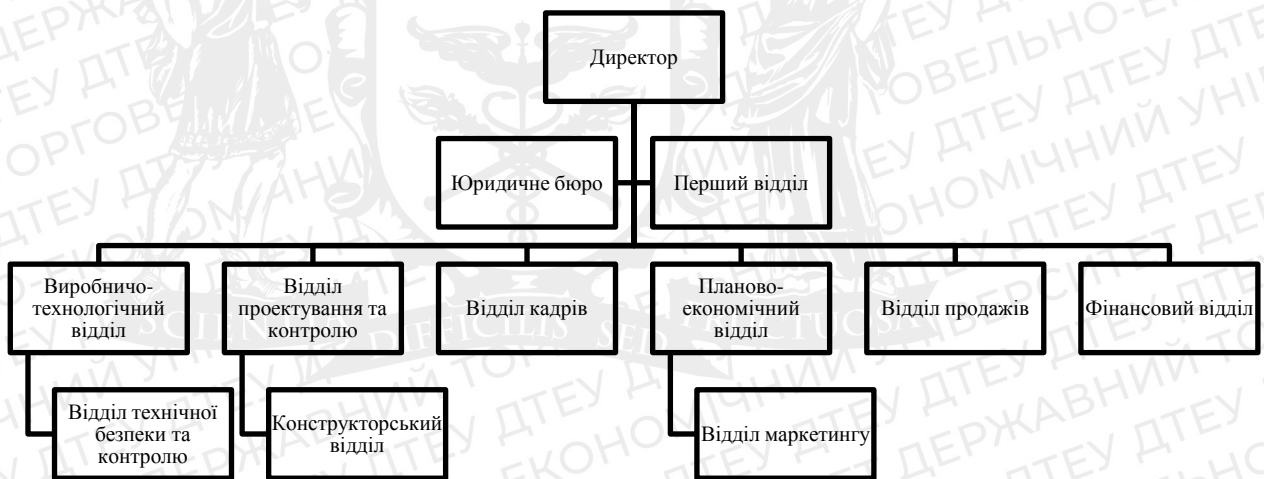 Директор
Юридичне бюро
Перший відділ
Виробничо-
технологічний
відділ
Відділ
проектування та
контролю
Відділ кадрів
Планово-
економічний
відділ
Відділ продажів
Фінансовий відділ
Відділ технічної
безпеки та
контролю
Конструкторський
відділ
Відділ маркетингу